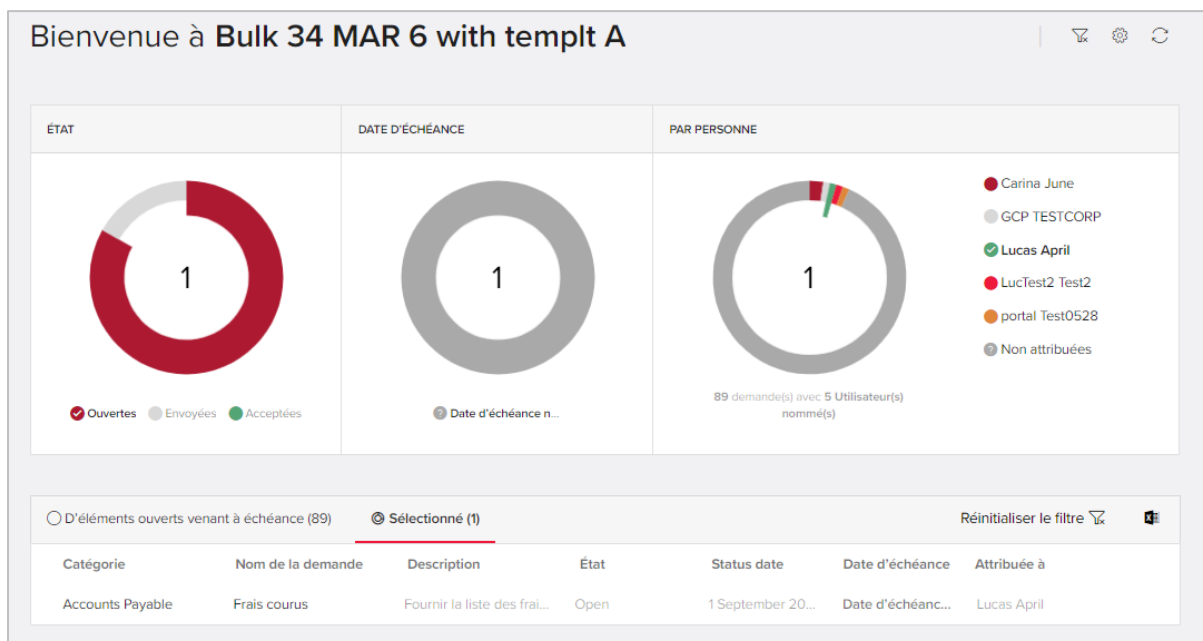 Bienvenue à Bulk 34 MAR 6 with templt A
ÉTAT
DATE D'ÉCHÉANCE
PAR PERSONNE
1
1
1
Carina June
GCP TESTCORP
Lucas April
LucTest2 Test2
portal Test0528
Non attribuées
Ouvertes Envoyées Acceptées
Date d'échéance n...
89 demande(s) avec 5 Utilisateur(s)
nommé(s)
D'éléments ouverts venant à échéance (89) Sélectionné (1) Réinitialiser le filtre
Catégorie Nom de la demande Description État Status date Date d'échéance Attribuée à
Accounts Payable Frais courus Fournir la liste des frai... Open 1 September 20... Date d'échéanc... Lucas April